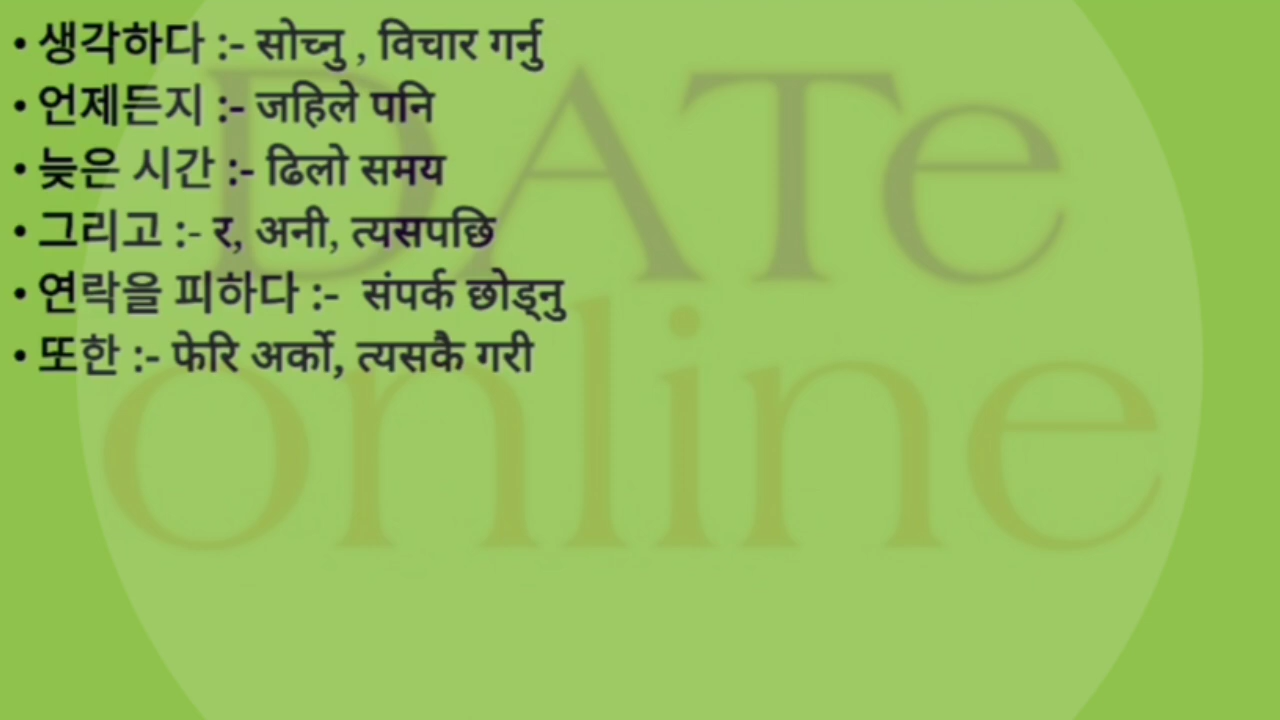 • 생각하다 :- सोच्नु , विचार गर्नु
• 언제든지 :- जहिले पनि
• 늦은 시간 :- ढिलो समय
• 그리고 :- र, अनी, त्यसपछि
• 연락을 피하다 :- संपर्क छोड्नु
• 또한 :- फेरि अर्को, त्यसकै गरी
DATe
online